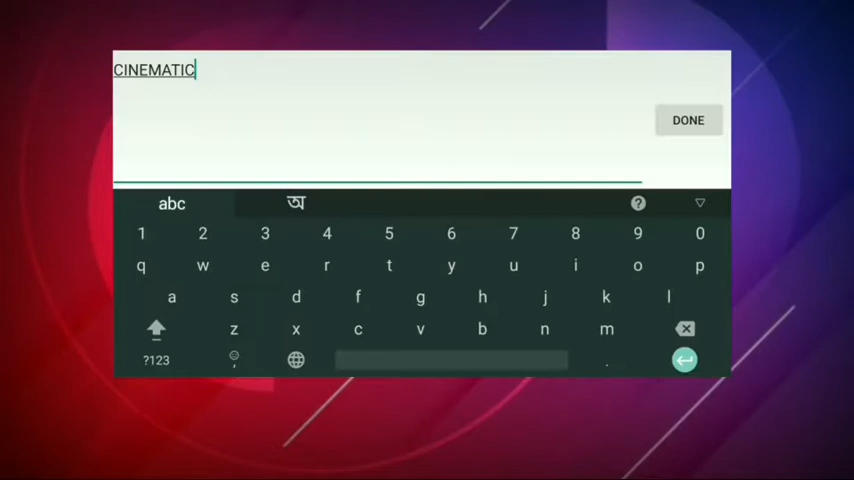 CINEMATIC
DONE
abc অ ?
1 2 3 4 5 6 7 8 9 0
q w e r t y u i o p
a s d f g h j k l
z x c v b n m
?123 , .